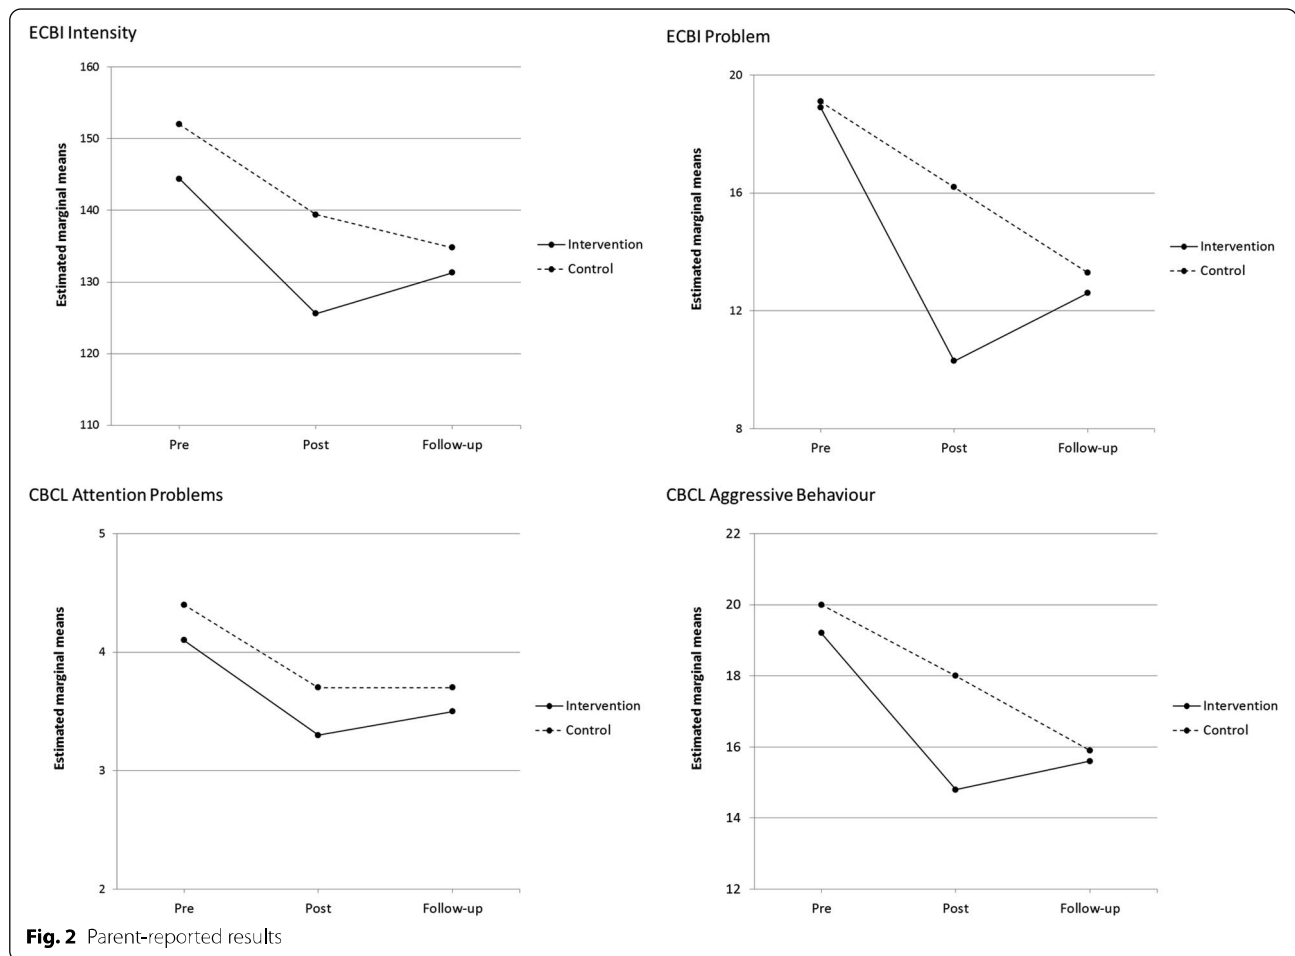 ECBI Intensity
Estimated marginal means
160
150
140
130
120
110
Pre Post Follow-up
Intervention
Control
ECBI Problem
Estimated marginal means
20
16
12
8
Pre Post Follow-up
Intervention
Control
CBCL Attention Problems
Estimated marginal means
5
4
3
2
Pre Post Follow-up
Intervention
Control
CBCL Aggressive Behaviour
Estimated marginal means
22
20
18
16
14
12
Pre Post Follow-up
Intervention
Control
Fig. 2 Parent-reported results